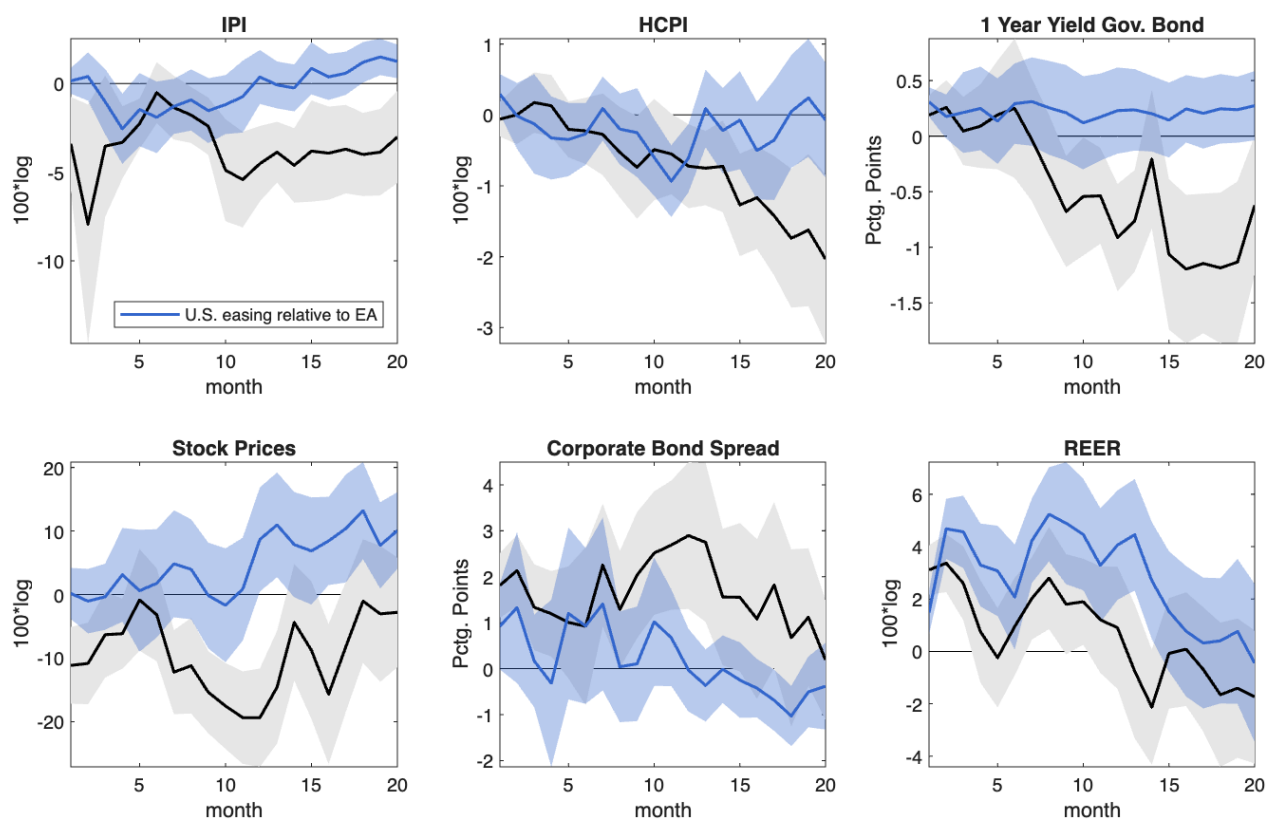 IPI
0
-5
-10
100*log
U.S. easing relative to EA
5 10 15 20
month
HCPI
1
0
-1
-2
-3
100*log
5 10 15 20
month
1 Year Yield Gov. Bond
0.5
0
-0.5
-1
-1.5
Pctg. Points
5 10 15 20
month
Stock Prices
20
10
0
-10
-20
100*log
5 10 15 20
month
Corporate Bond Spread
4
3
2
1
0
-1
-2
Pctg. Points
5 10 15 20
month
REER
6
4
2
0
-2
-4
100*log
5 10 15 20
month